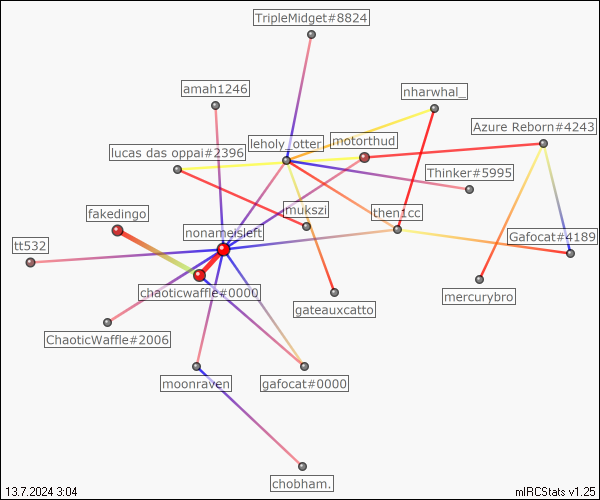 TripleMidget#8824
amah1246
nharwhal_
Azure Reborn#4243
leholy_otter
motorthud
lucas das oppai#2396
Thinker#5995
fakedingo
mukszi
then1cc
nonameisleft
Gafocat#4189
tt532
chaoticwaffle#0000
mercurybro
gateauxcatto
ChaoticWaffle#2006
moonraven
gafocat#0000
chobham.
13.7.2024 3:04
mIRCStats v1.25